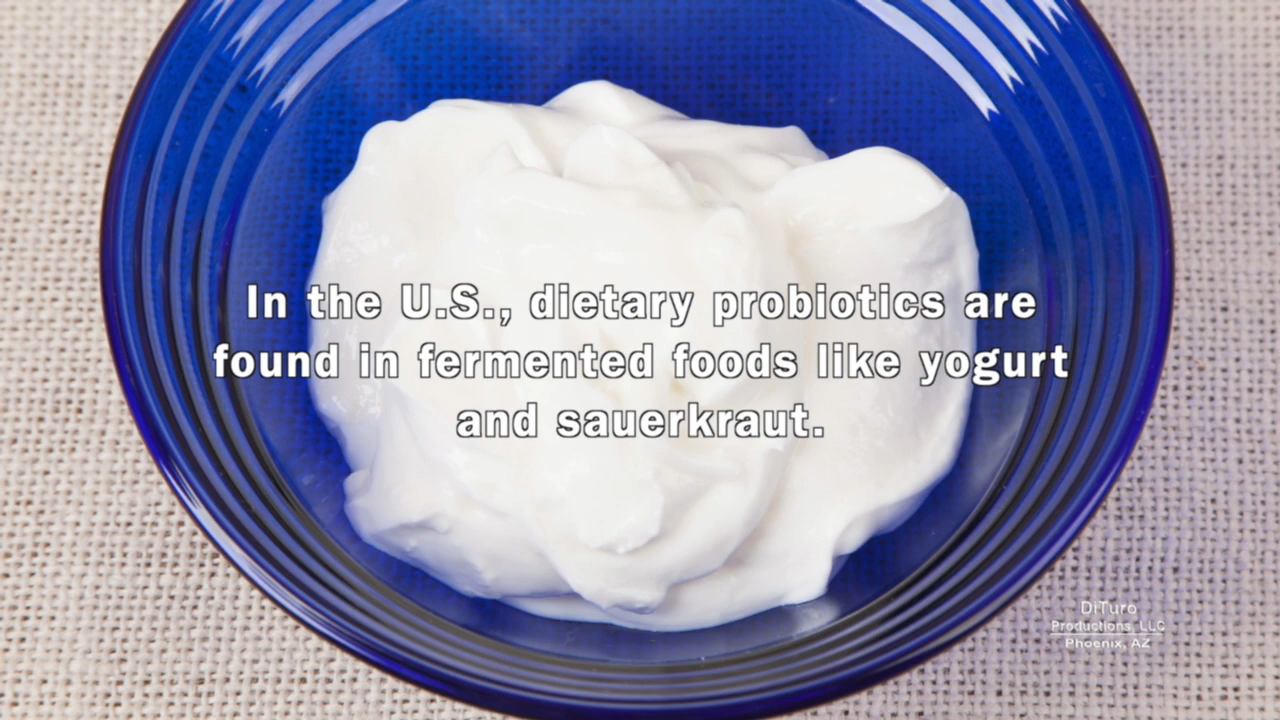 In the U.S., dietary probiotics are
found in fermented foods like yogurt
and sauerkraut.
DiTuro
Productions, LLC
Phoenix, AZ